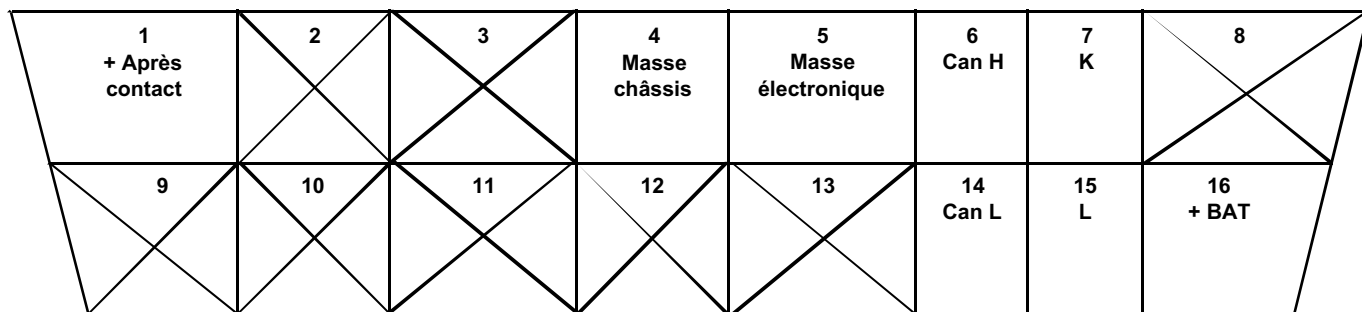 1
+ Après
contact
2
3
4
Masse
châssis
5
Masse
électronique
6
Can H
7
K
8
9
10
11
12
13
14
Can L
15
L
16
+ BAT